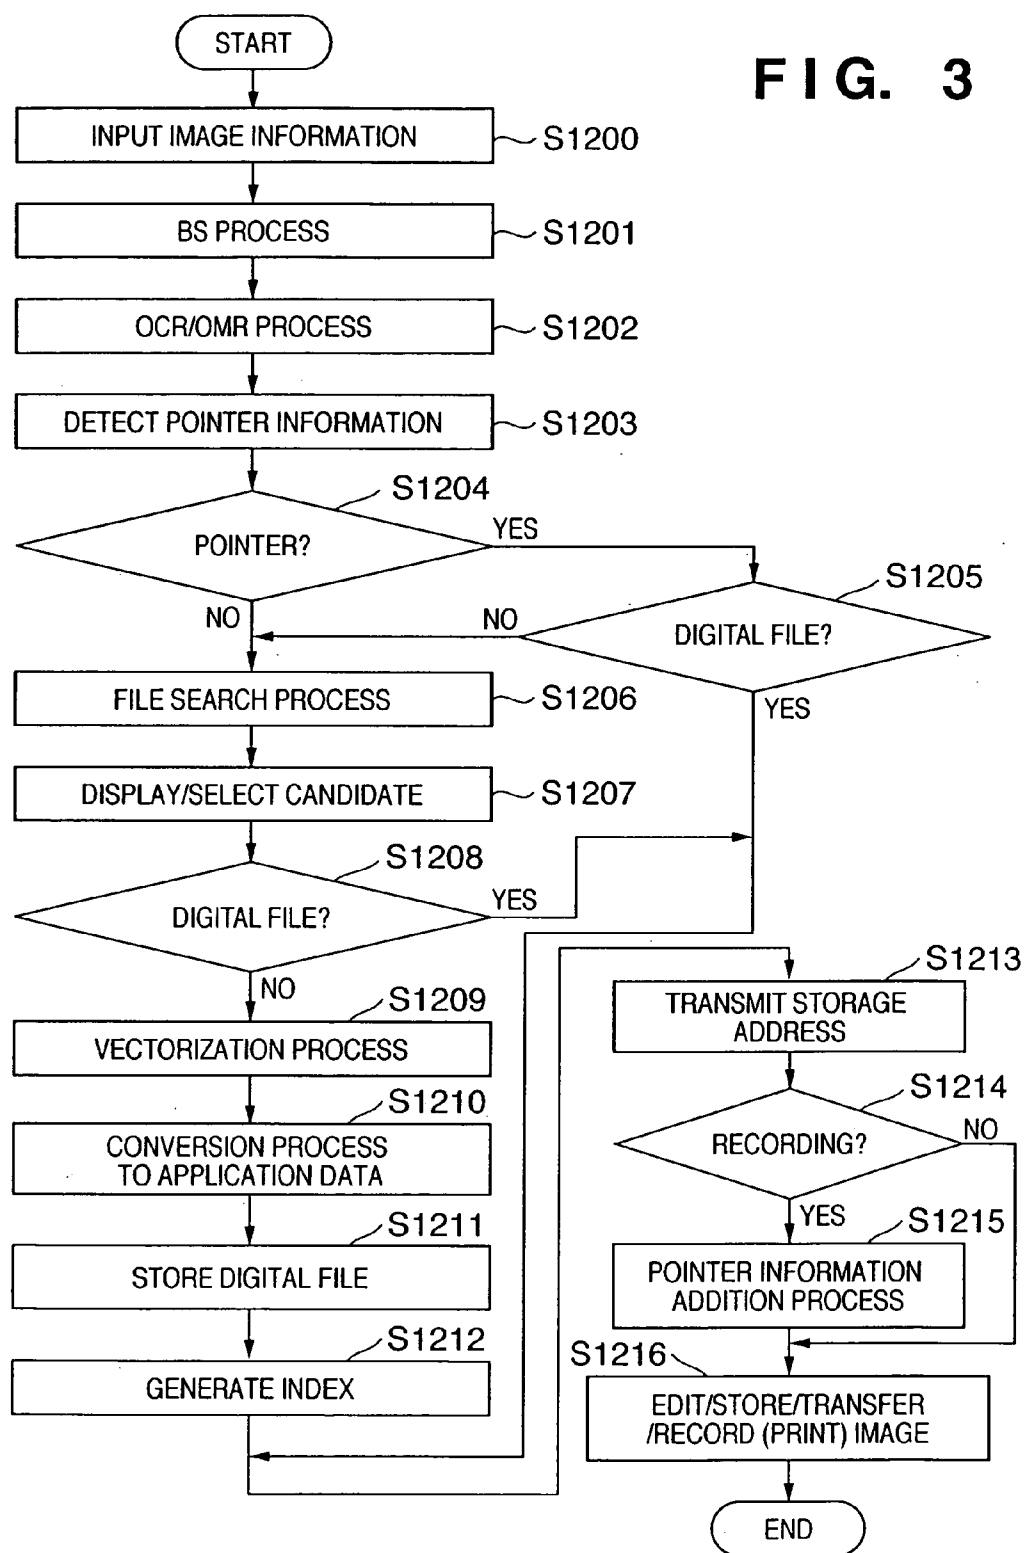 START
FIG. 3
INPUT IMAGE INFORMATION
S1200
BS PROCESS
S1201
OCR/OMR PROCESS
S1202
DETECT POINTER INFORMATION
S1203
S1204
POINTER?
YES
NO
S1205
DIGITAL FILE?
NO
YES
FILE SEARCH PROCESS
S1206
DISPLAY/SELECT CANDIDATE
S1207
S1208
DIGITAL FILE?
YES
NO
S1209
VECTORIZATION PROCESS
S1210
CONVERSION PROCESS
TO APPLICATION DATA
S1211
STORE DIGITAL FILE
S1212
GENERATE INDEX
S1213
TRANSMIT STORAGE
ADDRESS
S1214
RECORDING?
NO
YES
S1215
POINTER INFORMATION
ADDITION PROCESS
S1216
EDIT/STORE/TRANSFER
/RECORD (PRINT) IMAGE
END